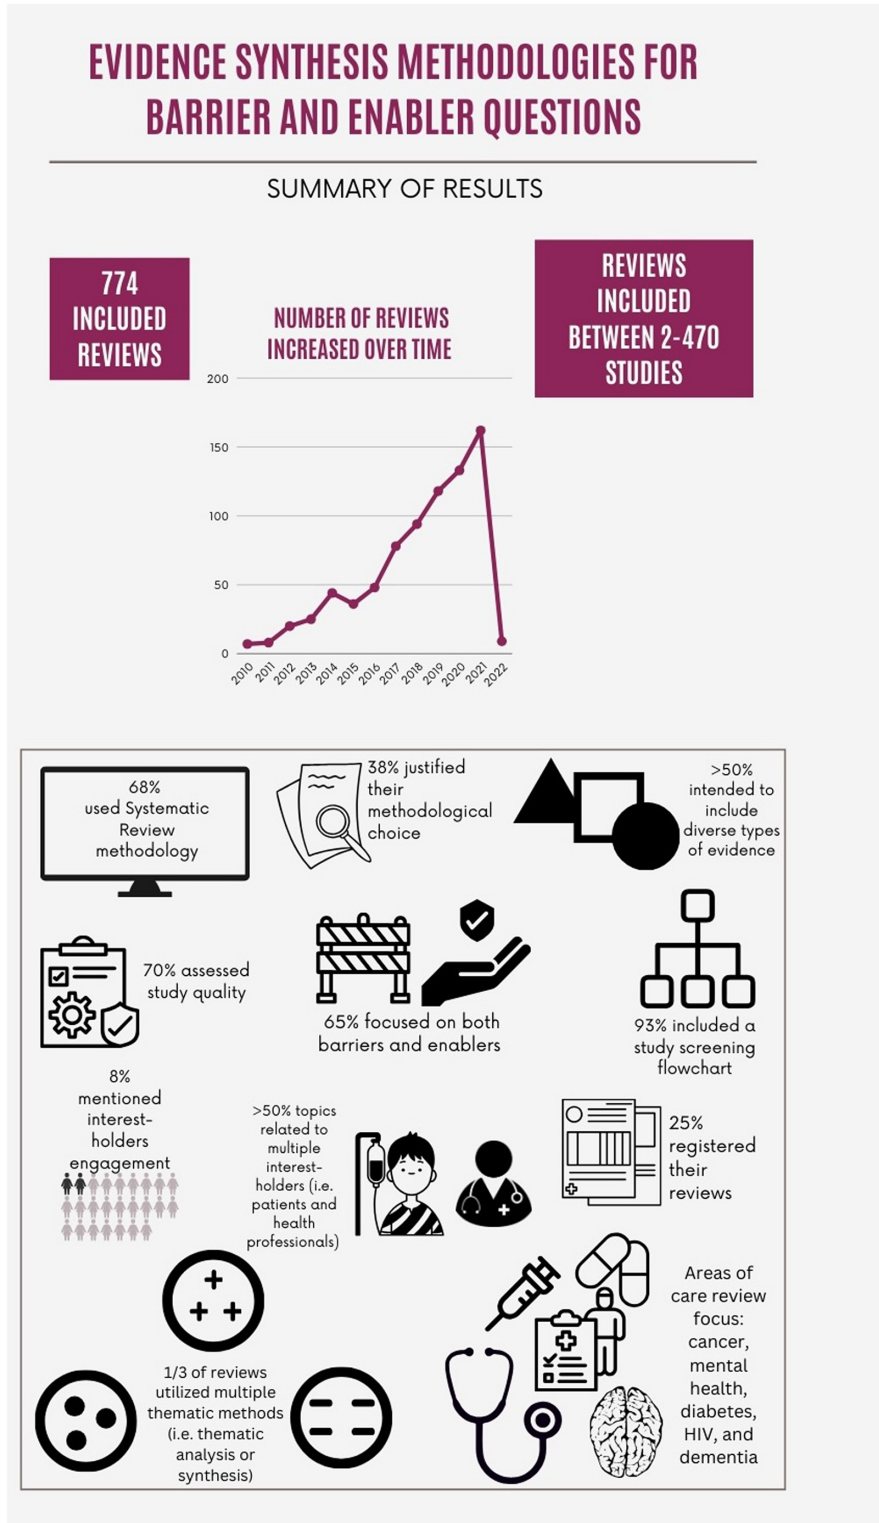 EVIDENCE SYNTHESIS METHODOLOGIES FOR
BARRIER AND ENABLER QUESTIONS
SUMMARY OF RESULTS
774
INCLUDED
REVIEWS
REVIEWS
INCLUDED
BETWEEN 2-470
STUDIES
NUMBER OF REVIEWS
INCREASED OVER TIME
200
150
100
50
0
2010
2011
2012
2013
2014
2015
2016
2017
2018
2019
2020
2021
2022
68%
used Systematic
Review
methodology
38% justified
their
methodological
choice
>50%
intended to
include
diverse types
of evidence
70% assessed
study quality
65% focused on both
barriers and enablers
93% included a
study screening
flowchart
8%
mentioned
interest-
holders
engagement
>50% topics
related to
multiple
interest-
holders (i.e.
patients and
health
professionals)
25%
registered
their
reviews
1/3 of reviews
utilized multiple
thematic methods
(i.e. thematic
analysis or
synthesis)
Areas of
care review
focus:
cancer,
mental
health,
diabetes,
HIV, and
dementia